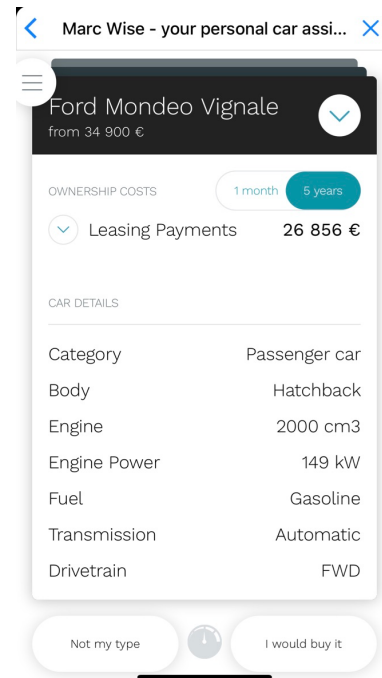 Marc Wise - your personal car assi...
Ford Mondeo Vignale
from 34 900 €
OWNERSHIP COSTS
1 month 5 years
Leasing Payments 26 856 €
CAR DETAILS
Category Passenger car
Body Hatchback
Engine 2000 cm3
Engine Power 149 kW
Fuel Gasoline
Transmission Automatic
Drivetrain FWD
Not my type I would buy it